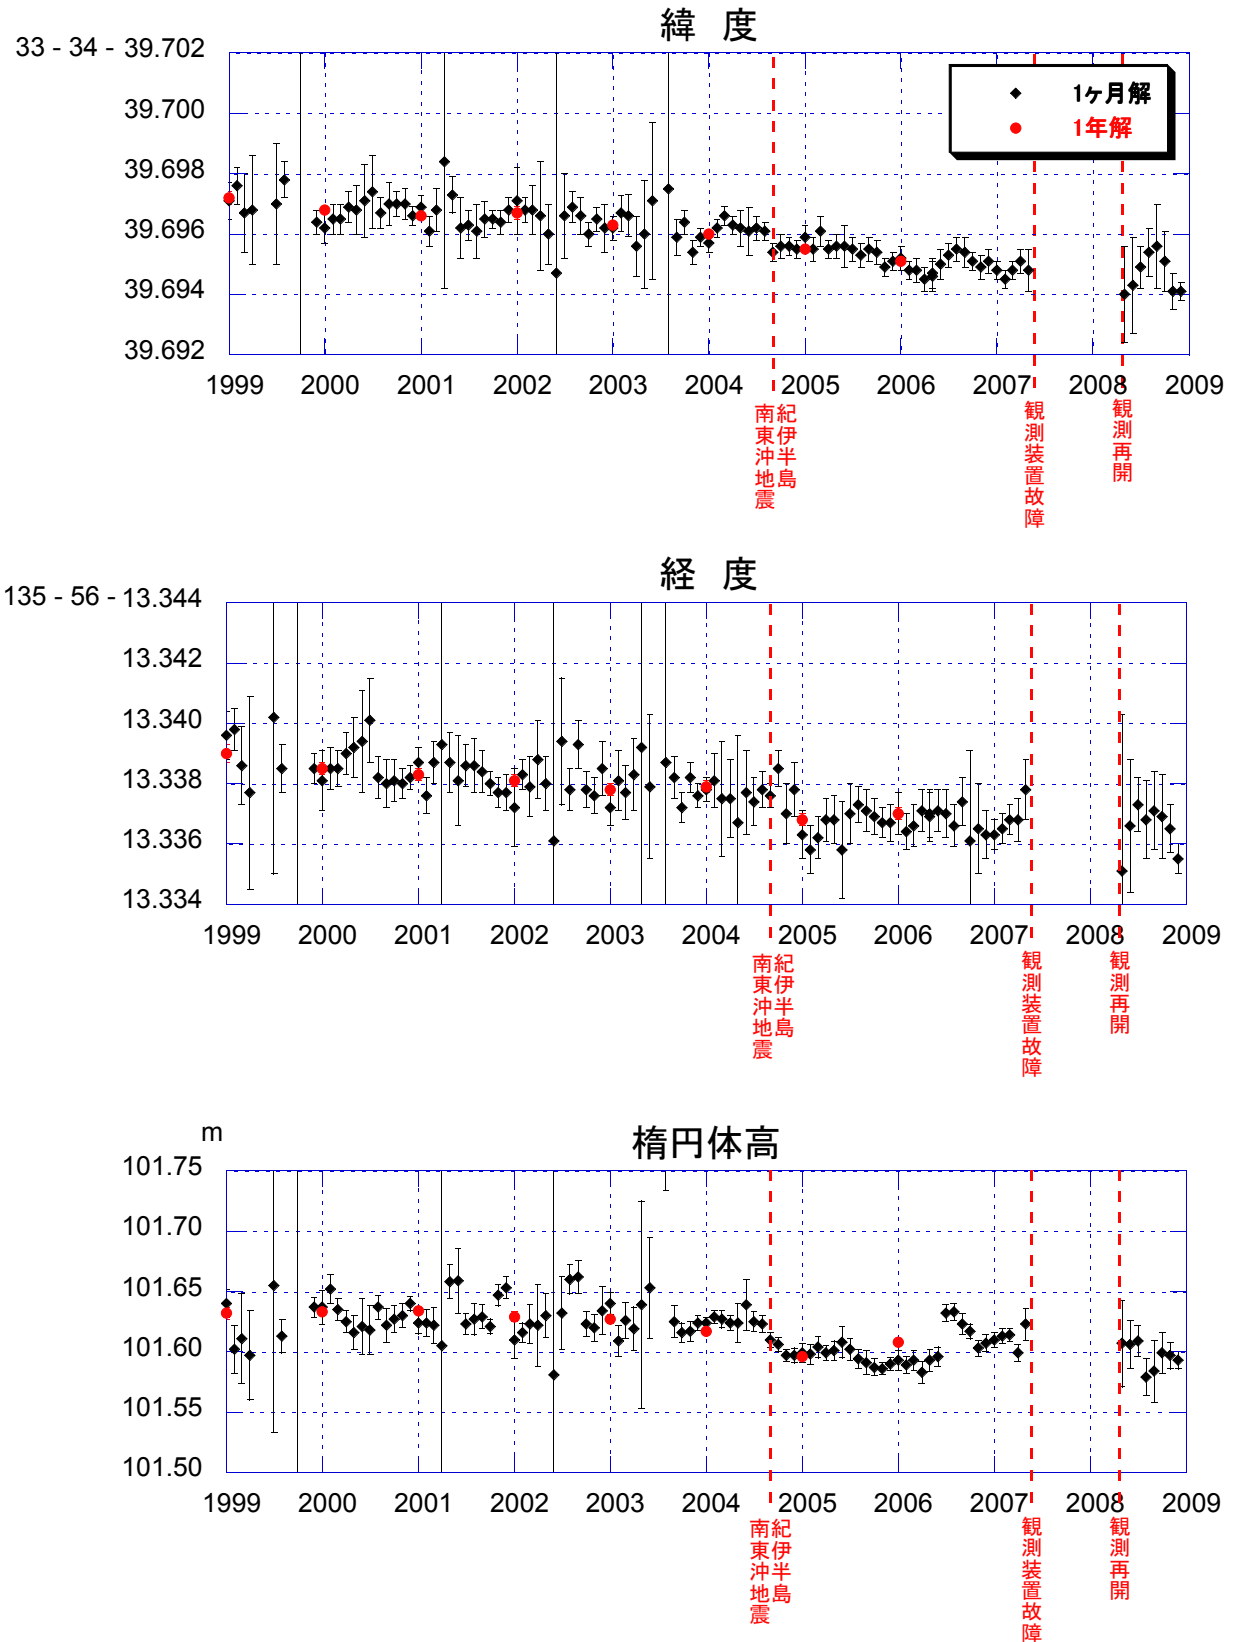 緯 度
33 - 34 - 39.702
39.700
39.698
39.696
39.694
39.692
1ヶ月解
1年解
1999 2000 2001 2002 2003 2004 2005 2006 2007 2008 2009
紀伊半島
南東沖地震
観測装置故障
観測再開
経 度
135 - 56 - 13.344
13.342
13.340
13.338
13.336
13.334
1999 2000 2001 2002 2003 2004 2005 2006 2007 2008 2009
紀伊半島
南東沖地震
観測装置故障
観測再開
楕円体高
m
101.75
101.70
101.65
101.60
101.55
101.50
1999 2000 2001 2002 2003 2004 2005 2006 2007 2008 2009
紀伊半島
南東沖地震
観測装置故障
観測再開